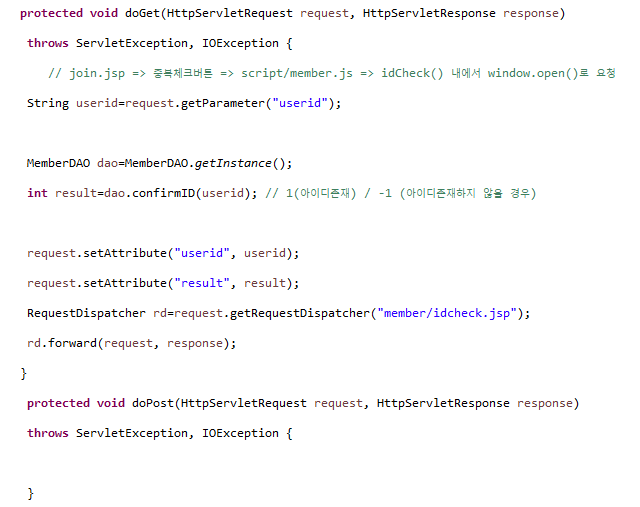 protected void doGet(HttpServletRequest request, HttpServletResponse response)
throws ServletException, IOException {
// join.jsp => 중복체크버튼 => script/member.js => idCheck() 내에서 window.open()로 요청
String userid=request.getParameter("userid");
MemberDAO dao=MemberDAO.getInstance();
int result=dao.confirmID(userid); // 1(아이디존재) / -1 (아이디존재하지 않을 경우)
request.setAttribute("userid", userid);
request.setAttribute("result", result);
RequestDispatcher rd=request.getRequestDispatcher("member/idcheck.jsp");
rd.forward(request, response);
}
protected void doPost(HttpServletRequest request, HttpServletResponse response)
throws ServletException, IOException {
}